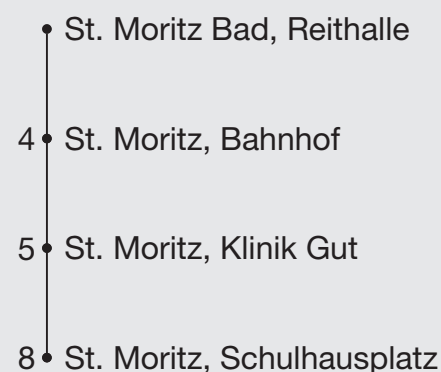 St. Moritz Bad, Reithalle
4 St. Moritz, Bahnhof
5 St. Moritz, Klinik Gut
8 St. Moritz, Schulhausplatz